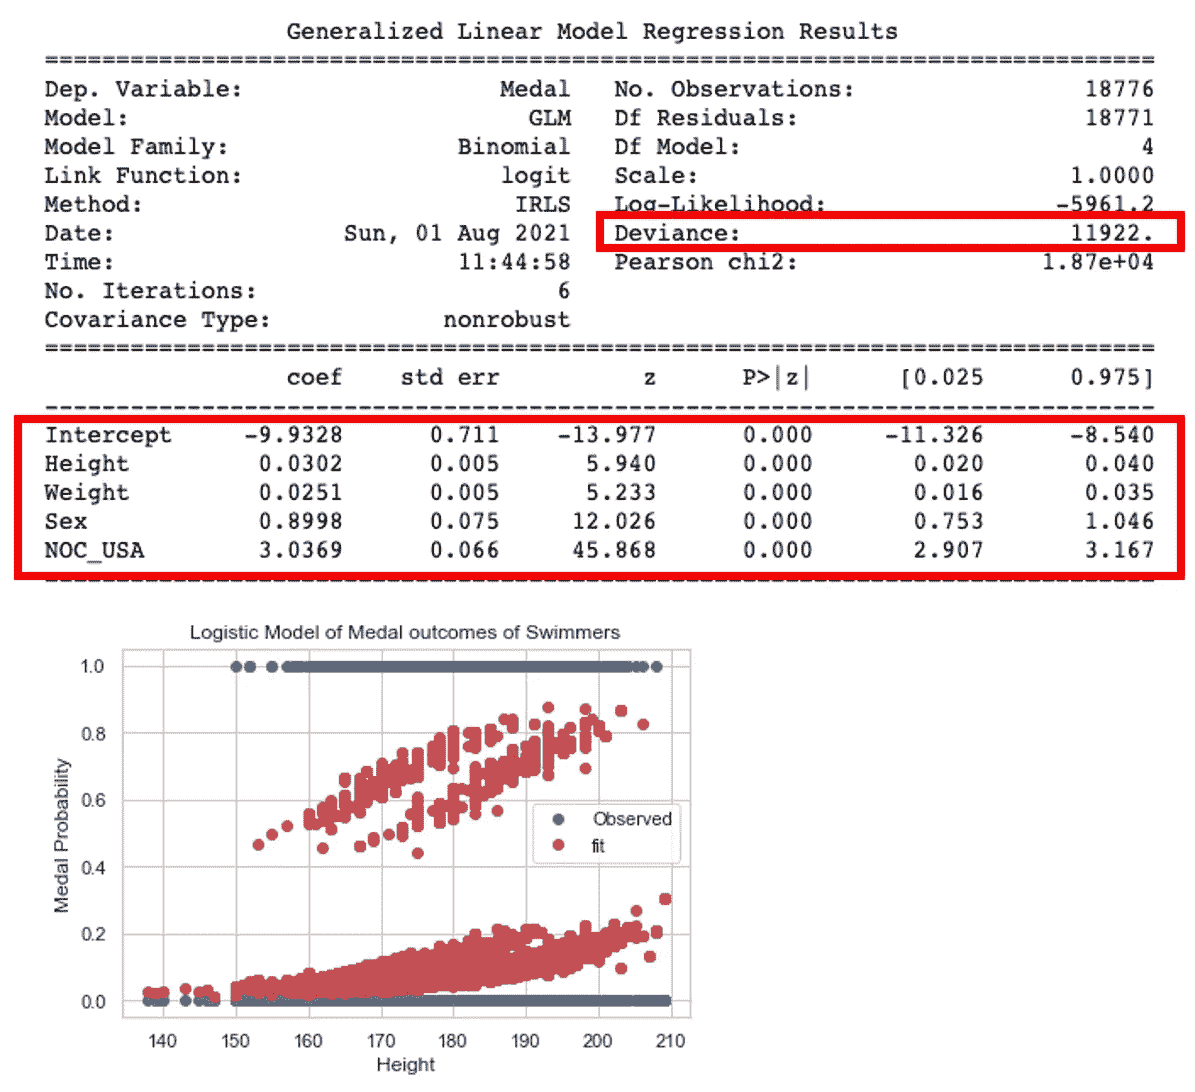 Generalized Linear Model Regression Results
Dep. Variable: Medal No. Observations: 18776
Model: GLM Df Residuals: 18771
Model Family: Binomial Df Model: 4
Link Function: logit Scale: 1.0000
Method: IRLS Log-Likelihood: -5961.2
Date: Sun, 01 Aug 2021 Deviance: 11922.
Time: 11:44:58 Pearson chi2: 1.87e+04
No. Iterations: 6
Covariance Type: nonrobust
coef std err z P>|z| [0.025 0.975]
Intercept -9.9328 0.711 -13.977 0.000 -11.326 -8.540
Height 0.0302 0.005 5.940 0.000 0.020 0.040
Weight 0.0251 0.005 5.233 0.000 0.016 0.035
Sex 0.8998 0.075 12.026 0.000 0.753 1.046
NOC_USA 3.0369 0.066 45.868 0.000 2.907 3.167
Logistic Model of Medal outcomes of Swimmers
Medal Probability
1.0
0.8
0.6
0.4
0.2
0.0
Observed
fit
140 150 160 170 180 190 200 210
Height